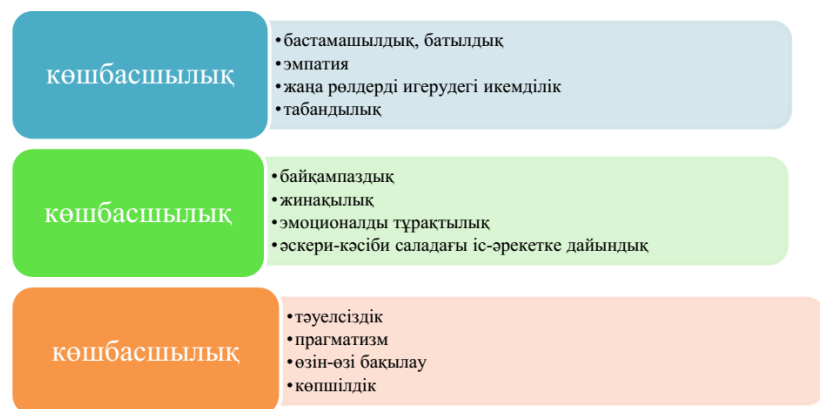 көшбасшылық
•бастамашылдық, батылдық
•эмпатия
•жаңа рөлдерді игерудегі икемділік
•табандылық
көшбасшылық
•байқампаздық
•жинақылық
•эмоционалды тұрақтылық
•әскери-кәсіби саладағы іс-әрекетке дайындық
көшбасшылық
•тәуелсіздік
•прагматизм
•өзін-өзі бақылау
•көпшілдік